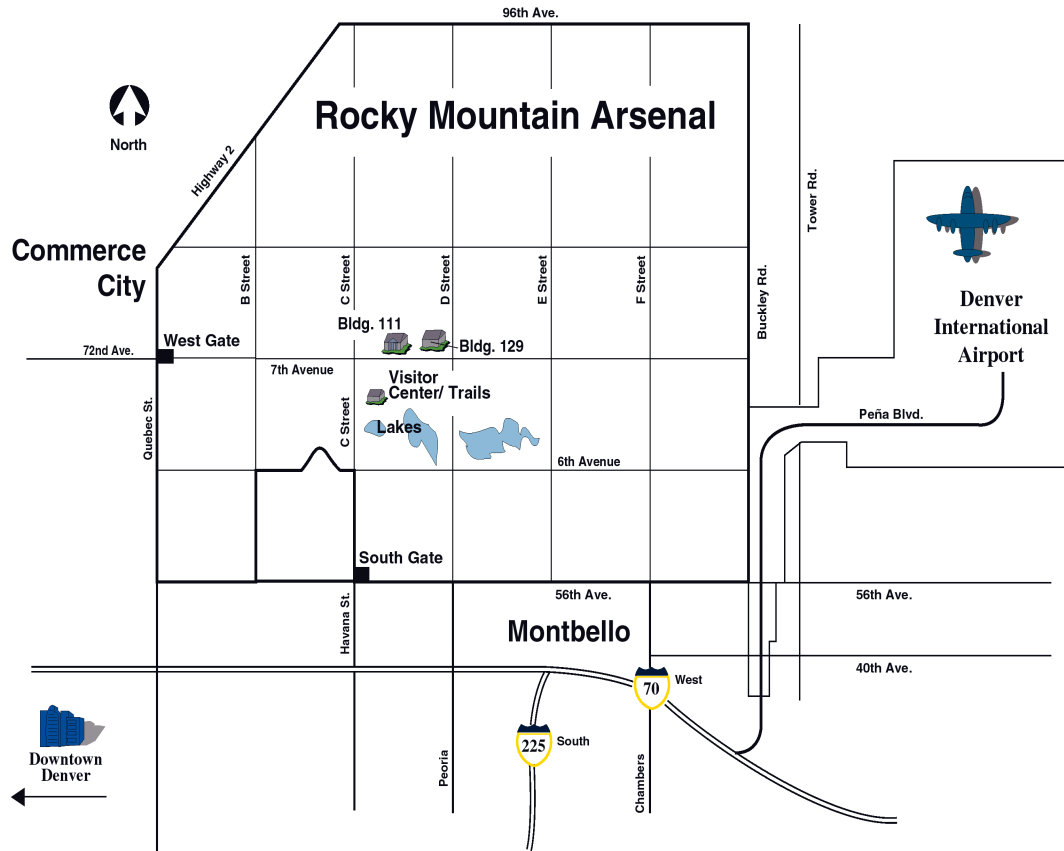 96th Ave.
Rocky Mountain Arsenal
North
Highway 2
Tower Rd.
Commerce
City
B Street
C Street
D Street
E Street
F Street
Buckley Rd.
Denver
International
Airport
Bldg. 111
West Gate
Bldg. 129
72nd Ave.
7th Avenue
Visitor
Center/ Trails
Quebec St.
C Street
Lakes
Peña Blvd.
6th Avenue
South Gate
56th Ave.
56th Ave.
Havana St.
Montbello
40th Ave.
70
West
225
South
Downtown
Denver
Peoria
Chambers